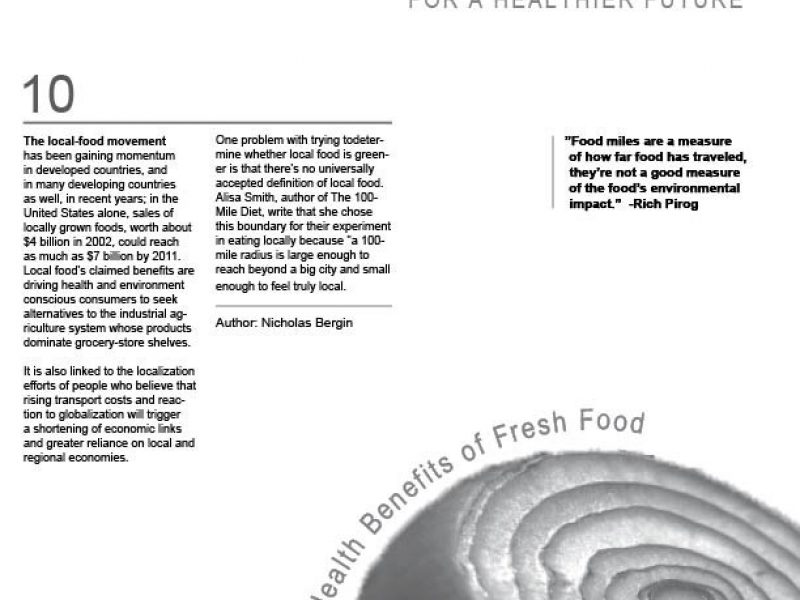 FOR A HEALTHIER FUTURE
10
The local-food movement
has been gaining momentum
in developed countries, and
in many developing countries
as well, in recent years; in the
United States alone, sales of
locally grown foods, worth about
$4 billion in 2002, could reach
as much as $7 billion by 2011.
Local food's claimed benefits are
driving health and environment
conscious consumers to seek
alternatives to the industrial ag-
riculture system whose products
dominate grocery-store shelves.
It is also linked to the localization
efforts of people who believe that
rising transport costs and reac-
tion to globalization will trigger
a shortening of economic links
and greater reliance on local and
regional economies.
One problem with trying todeter-
mine whether local food is green-
er is that there's no universally
accepted definition of local food.
Alisa Smith, author of The 100-
Mile Diet, write that she chose
this boundary for their experiment
in eating locally because "a 100-
mile radius is large enough to
reach beyond a big city and small
enough to feel truly local.
Author: Nicholas Bergin
"Food miles are a measure
of how far food has traveled,
they're not a good measure
of the food's environmental
impact." -Rich Pirog
Health Benefits of Fresh Food